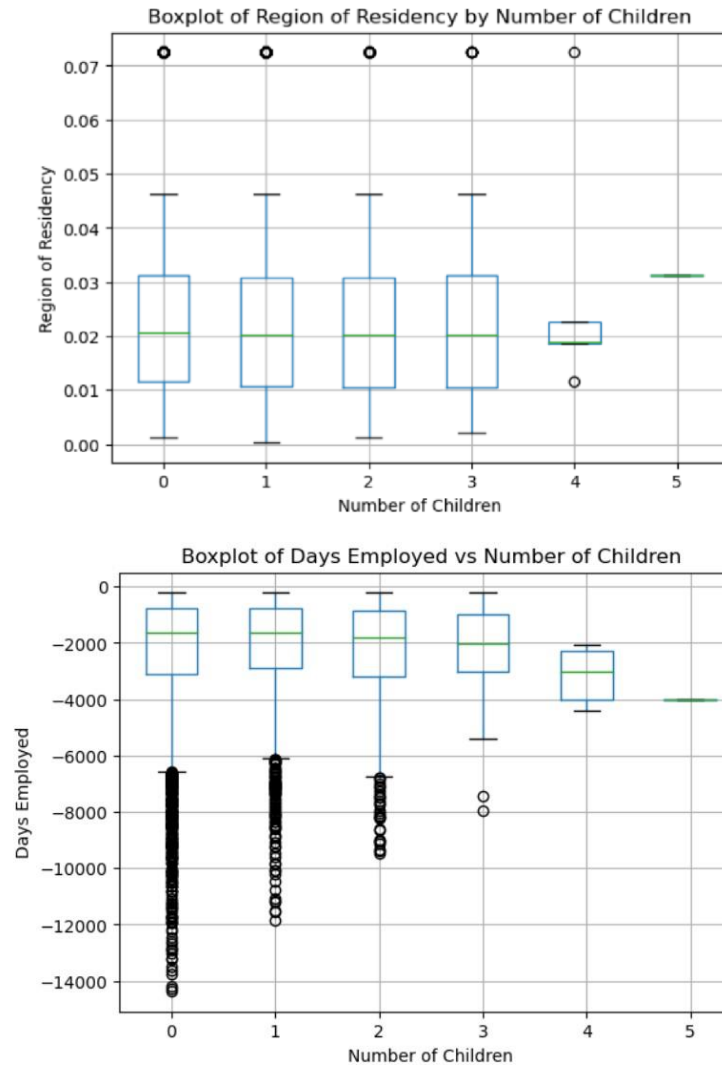 Boxplot of Region of Residency by Number of Children
0.07
0.06
0.05
0.04
0.03
0.02
0.01
0.00
Region of Residency
0 1 2 3 4 5
Number of Children
Boxplot of Days Employed vs Number of Children
0
−2000
−4000
−6000
−8000
−10000
−12000
−14000
Days Employed
0 1 2 3 4 5
Number of Children